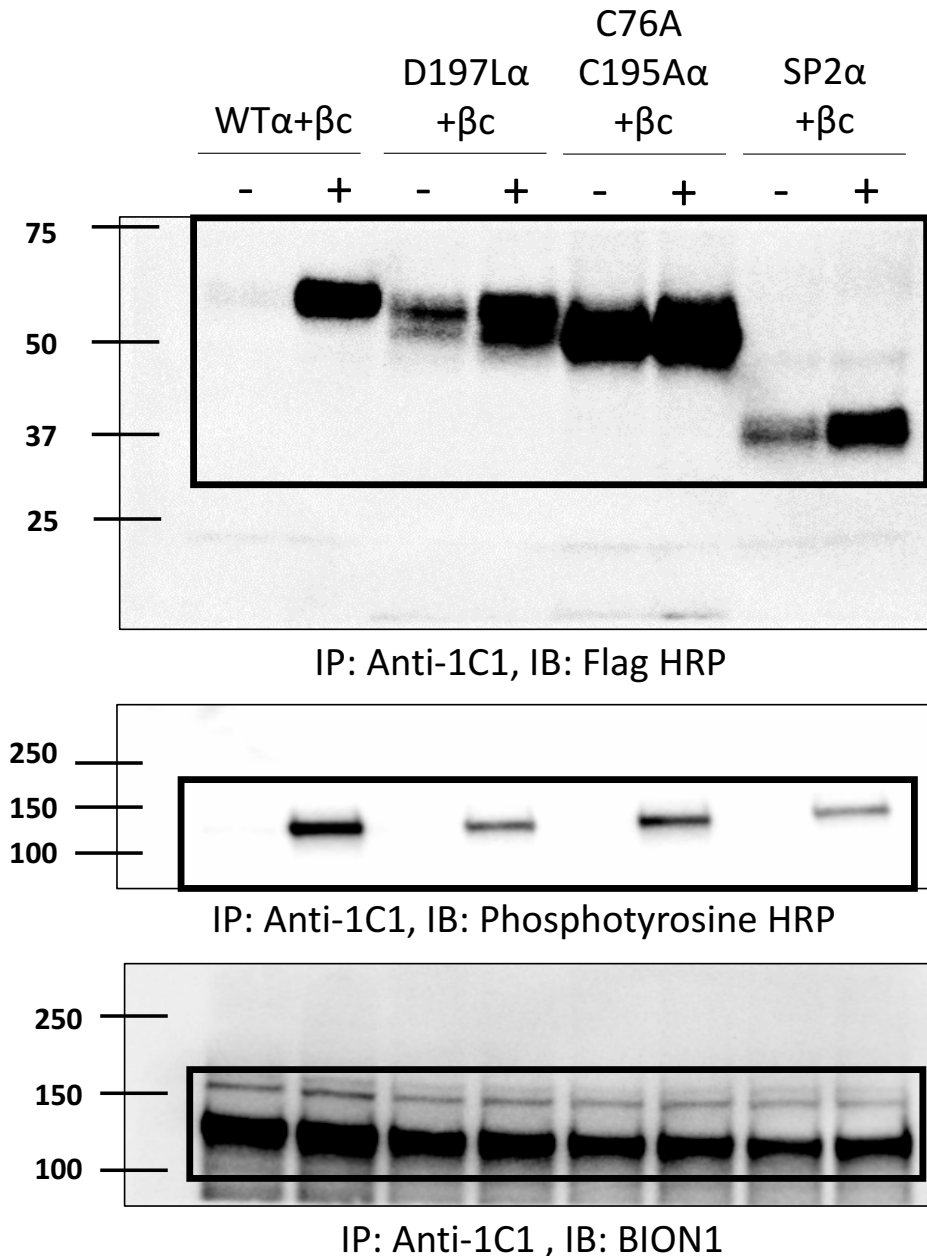 C76A
D197Lα C195Aα SP2α
WTα+βc +βc +βc +βc
- + - + - + - +
75
50
37
25
IP: Anti-1C1, IB: Flag HRP
250
150
100
IP: Anti-1C1, IB: Phosphotyrosine HRP
250
150
100
IP: Anti-1C1 , IB: BION1